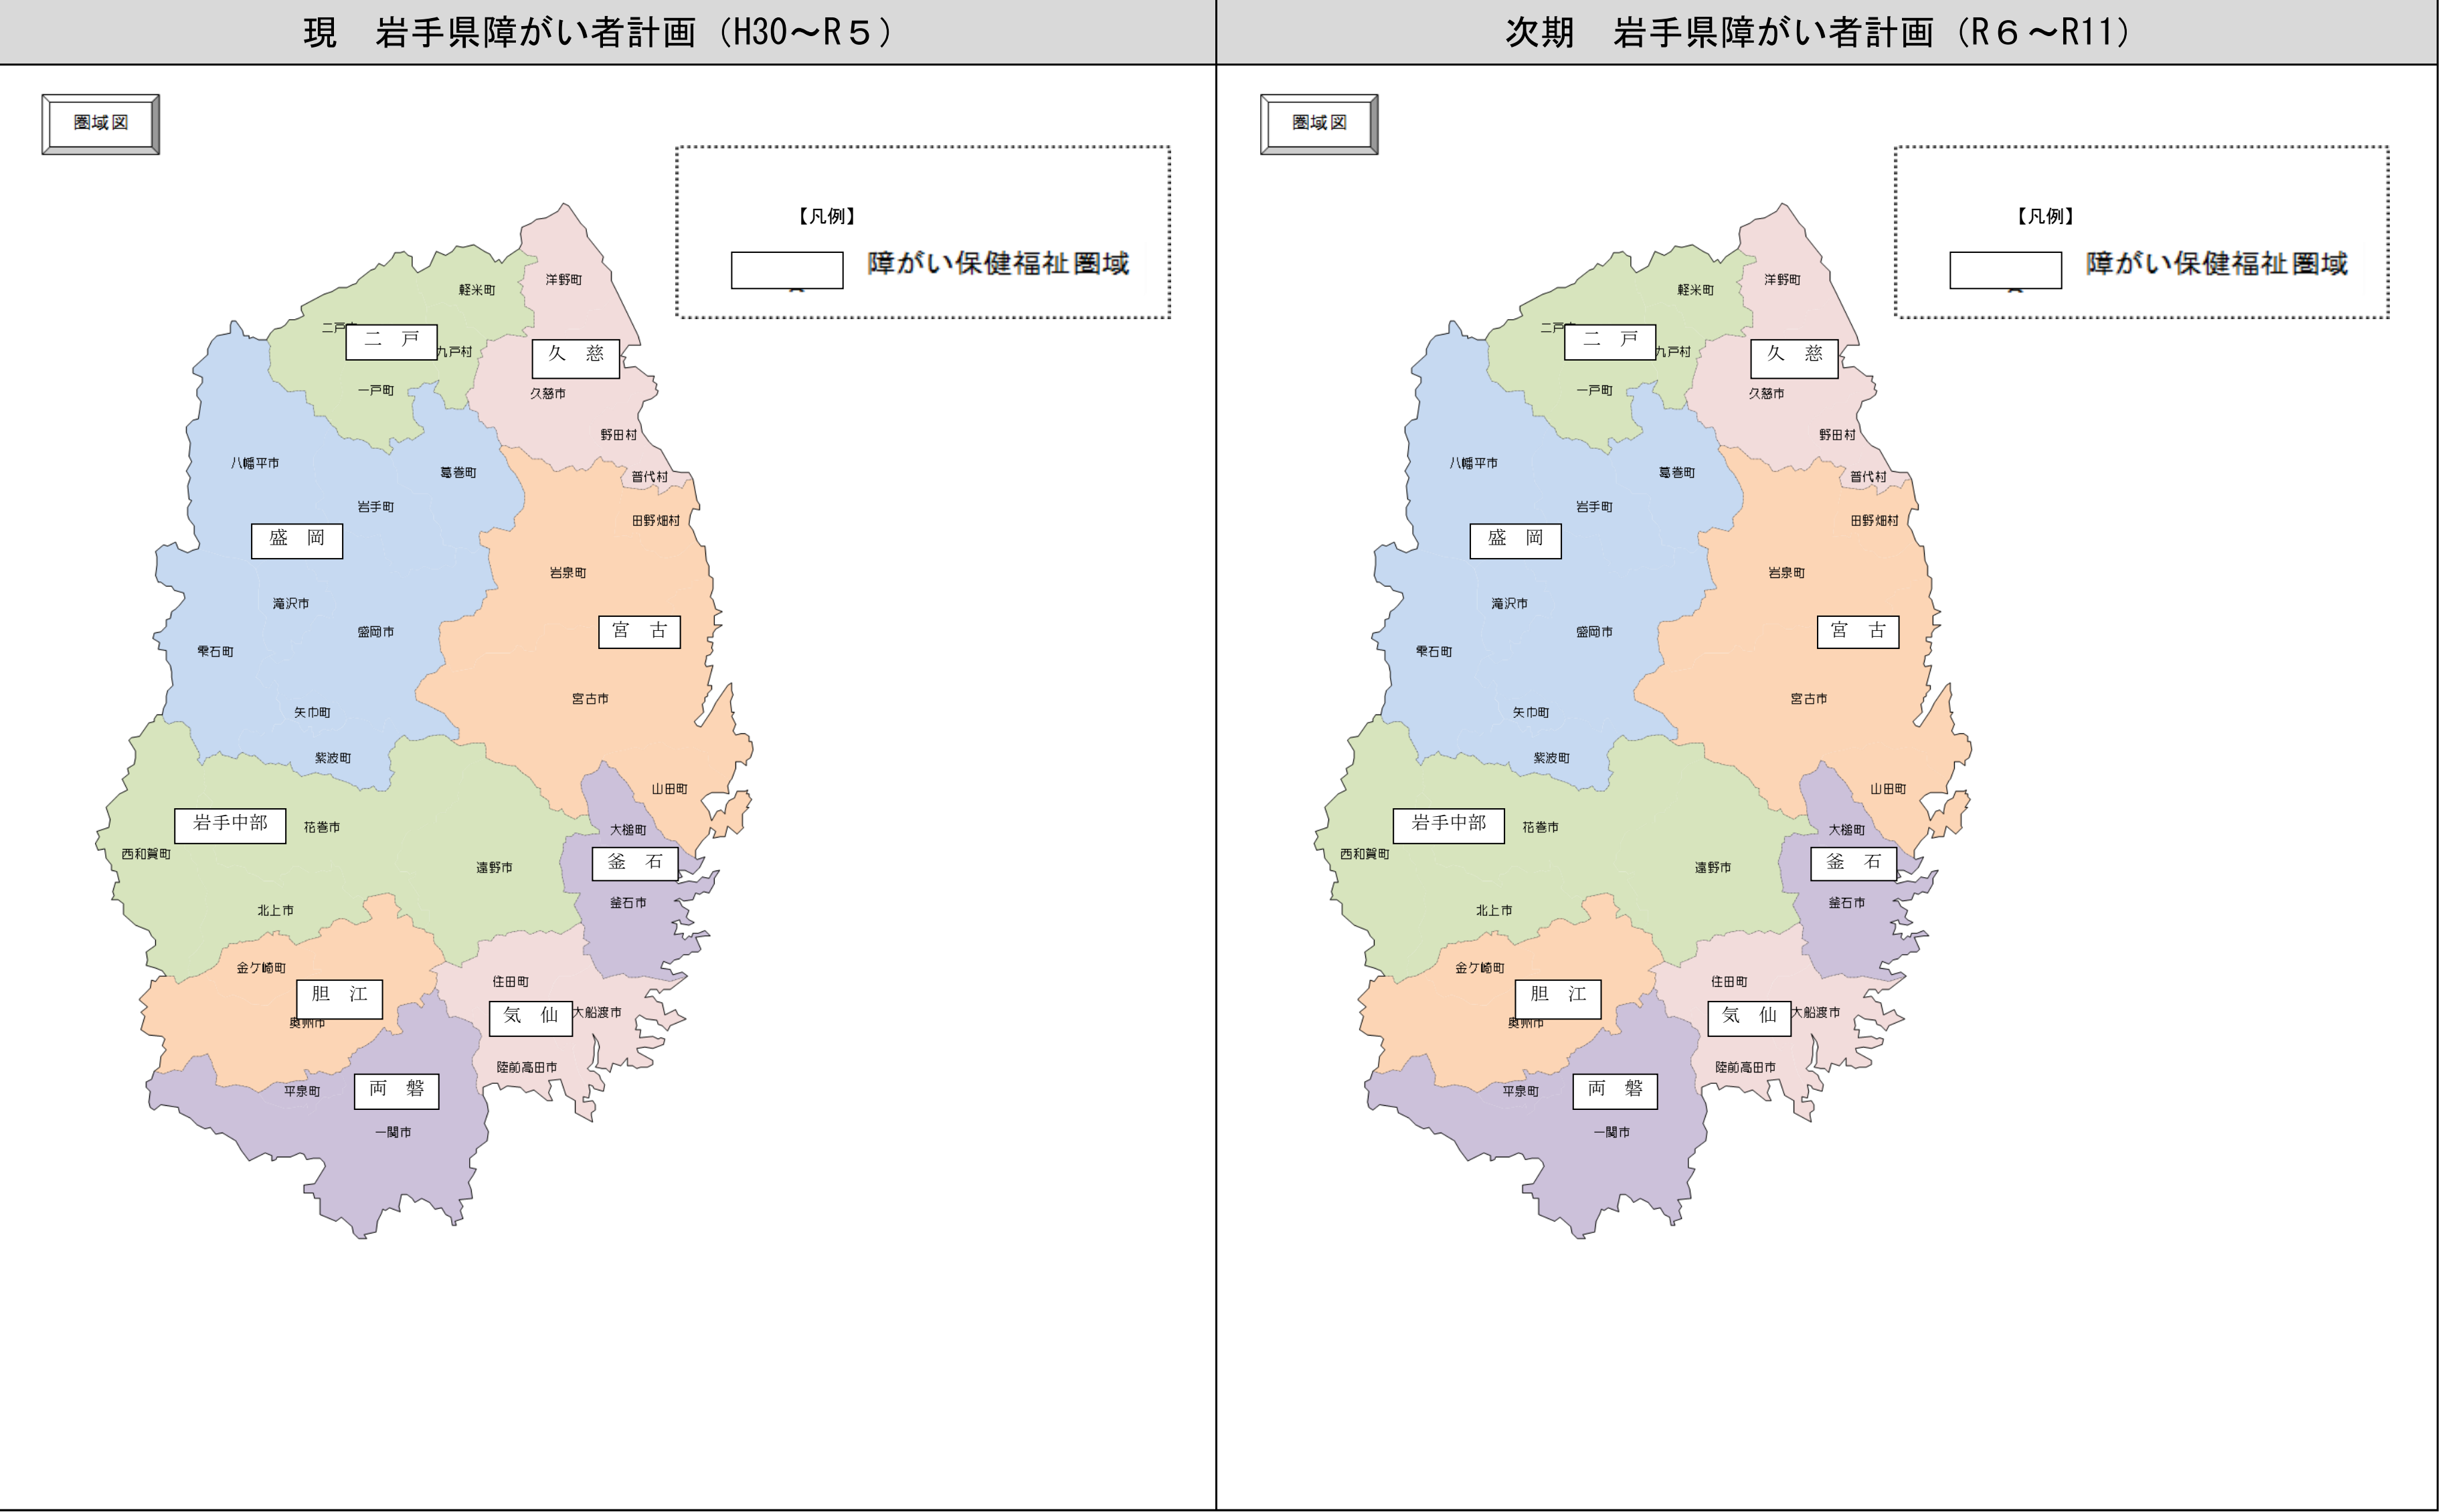 現　岩手県障がい者計画（H30～R５）
圏域図
【凡例】
障がい保健福祉圏域
洋野町
軽米町
二戸
二　戸
九戸村
久　慈
一戸町
久慈市
野田村
八幡平市
葛巻町
普代村
岩手町
田野畑村
盛　岡
岩泉町
滝沢市
盛岡市
宮　古
雫石町
宮古市
矢巾町
紫波町
山田町
岩手中部
花巻市
大槌町
西和賀町
遠野市
釜　石
釜石市
北上市
金ケ崎町
住田町
胆　江
奥州市
気　仙
大船渡市
陸前高田市
平泉町
両　磐
一関市
次期　岩手県障がい者計画（R６～R11）
圏域図
【凡例】
障がい保健福祉圏域
洋野町
軽米町
二戸
二　戸
九戸村
久　慈
一戸町
久慈市
野田村
八幡平市
葛巻町
普代村
岩手町
田野畑村
盛　岡
岩泉町
滝沢市
盛岡市
宮　古
雫石町
宮古市
矢巾町
紫波町
山田町
岩手中部
花巻市
大槌町
西和賀町
遠野市
釜　石
釜石市
北上市
金ケ崎町
住田町
胆　江
奥州市
気　仙
大船渡市
陸前高田市
平泉町
両　磐
一関市